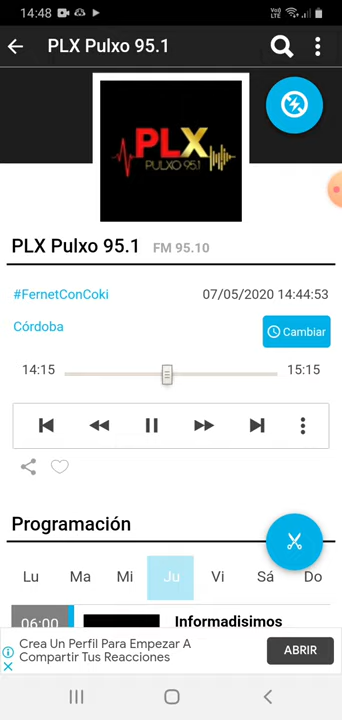 14:48
Vo))
LTE
PLX Pulxo 95.1
PLX
PULXO 95.1
PLX Pulxo 95.1 FM 95.10
#FernetConCoki 07/05/2020 14:44:53
Córdoba
Cambiar
14:15 15:15
Programación
Lu Ma Mi Ju Vi Sá Do
06:00 Informadisimos
Crea Un Perfil Para Empezar A
Compartir Tus Reacciones
ABRIR